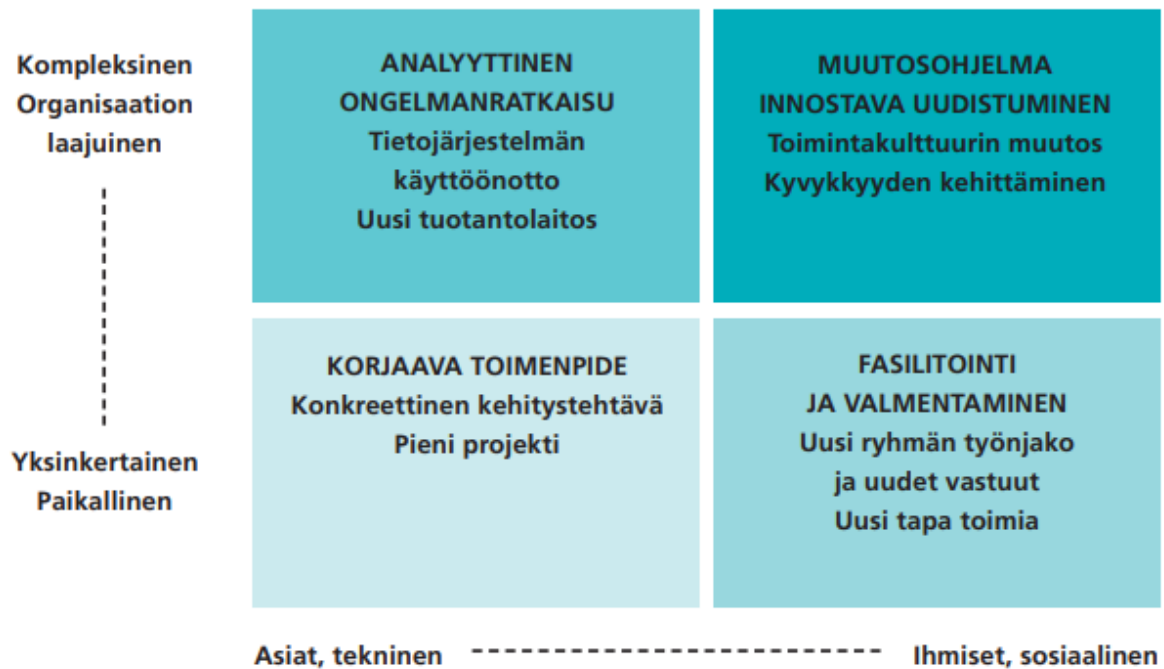 Kompleksinen
Organisaation
laajuinen
ANALYYTTINEN
ONGELMANRATKAISU
Tietojärjestelmän
käyttöönotto
Uusi tuotantolaitos
MUUTOSOHJELMA
INNOSTAVA UUDISTUMINEN
Toimintakulttuurin muutos
Kyvykkyyden kehittäminen
Yksinkertainen
Paikallinen
KORJAAVA TOIMENPIDE
Konkreettinen kehitystehtävä
Pieni projekti
FASILITOINTI
JA VALMENTAMINEN
Uusi ryhmän työnjako
ja uudet vastuut
Uusi tapa toimia
Asiat, tekninen
Ihmiset, sosiaalinen